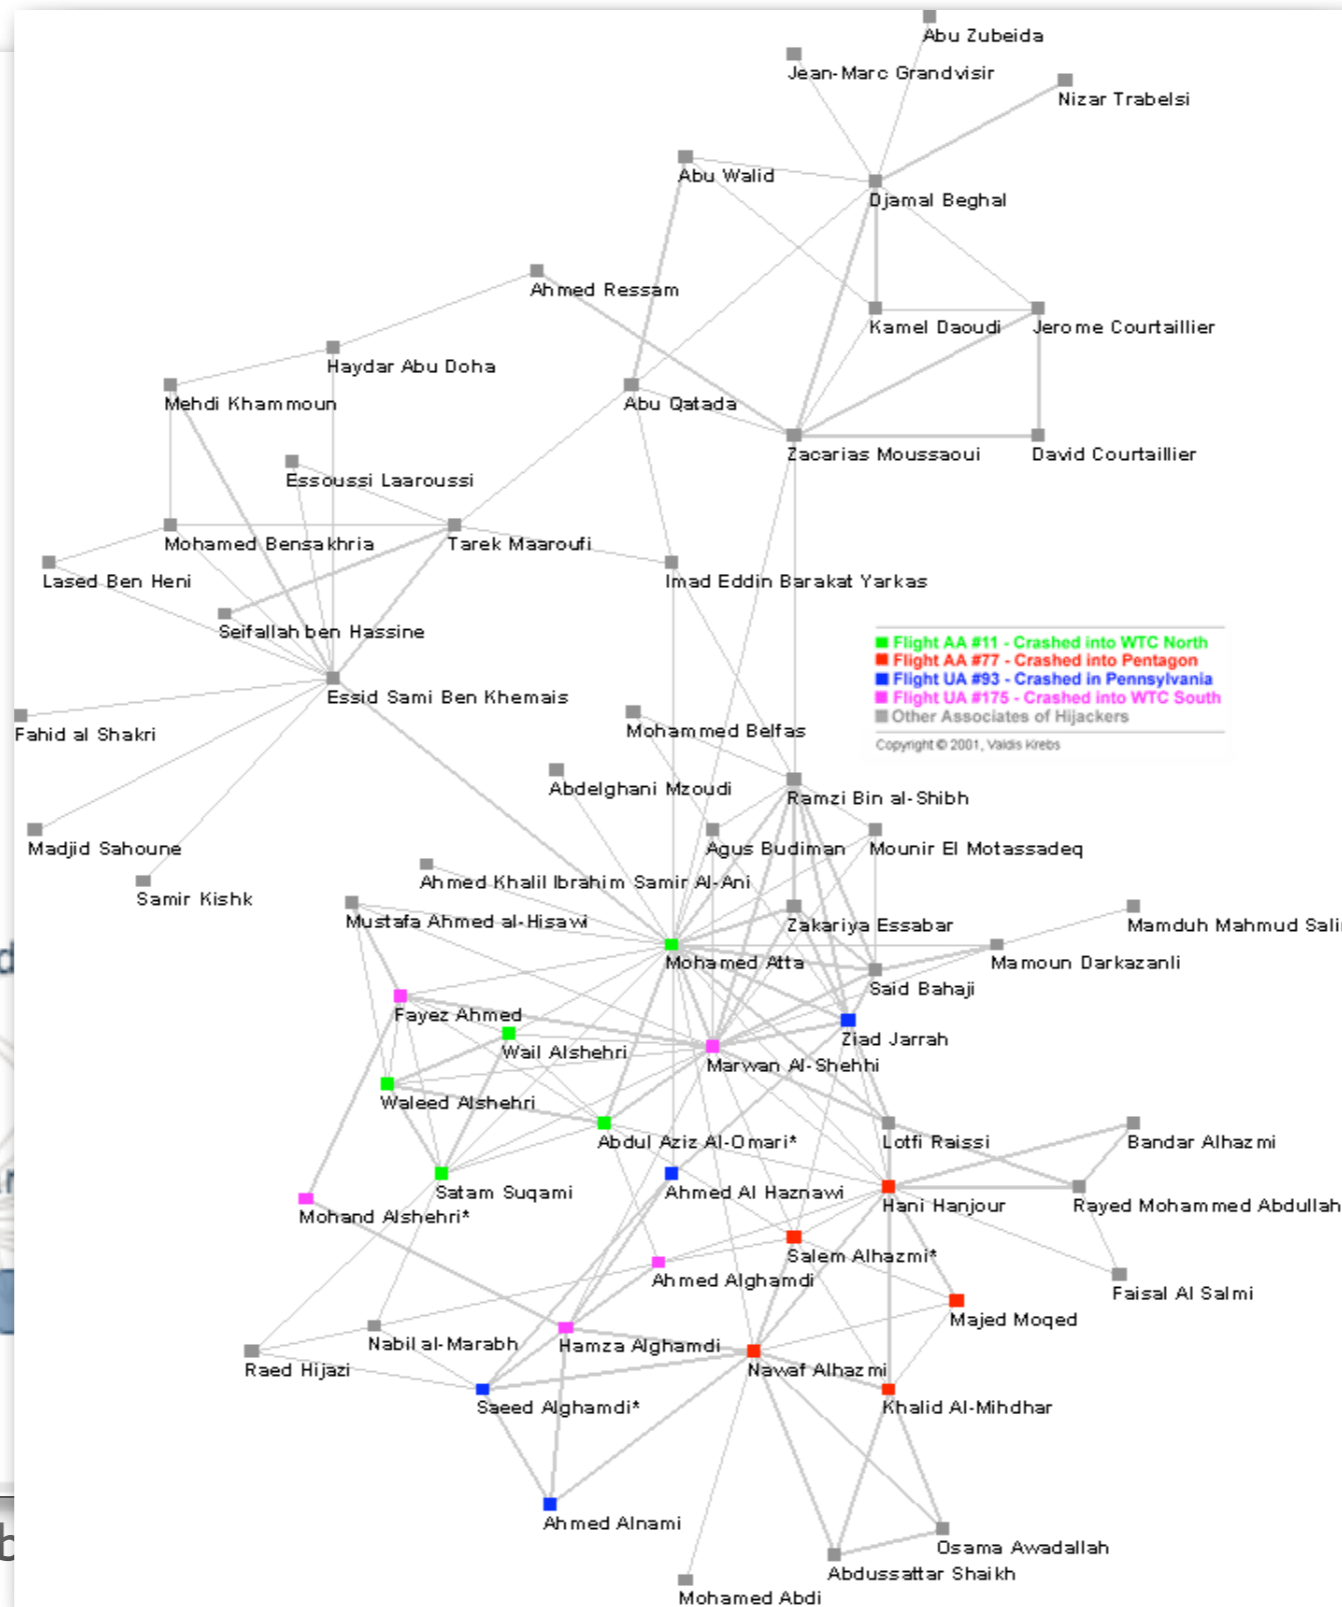 Abu Zubeida
Jean-Marc Grandvisir
Nizar Trabelsi
Abu Walid
Djamal Beghal
Ahmed Ressam
Kamel Daoudi
Jerome Courtaillier
Haydar Abu Doha
Mehdi Khammoun
Abu Qatada
Zacarias Moussaoui
David Courtaillier
Essoussi Laaroussi
Mohamed Bensakhria
Tarek Maaroufi
Lased Ben Heni
Imad Eddin Barakat Yarkas
Seifallah ben Hassine
Flight AA #11 - Crashed into WTC North
Flight AA #77 - Crashed into Pentagon
Flight UA #93 - Crashed in Pennsylvania
Flight UA #175 - Crashed into WTC South
Other Associates of Hijackers
Copyright © 2001, Valdis Krebs
Essid Sami Ben Khemais
Fahid al Shakri
Mohammed Belfas
Abdelghani Mzoudi
Ramzi Bin al-Shibh
Madjid Sahoune
Agus Budiman
Mounir El Motassadeq
Samir Kishk
Ahmed Khalil Ibrahim Samir Al-Ani
Mustafa Ahmed al-Hisawi
Zakariya Essabar
Mamduh Mahmud Sali
Mohamed Atta
Mamoun Darkazanli
Said Bahaji
Fayez Ahmed
Ziad Jarrah
Wail Alshehri
Marwan Al-Shehhi
Waleed Alshehri
Abdul Aziz Al-Omari*
Lotfi Raissi
Bandar Alhazmi
Satam Suqami
Ahmed Al Haznawi
Hani Hanjour
Rayed Mohammed Abdullah
Mohand Alshehri*
Salem Alhazmi*
Ahmed Alghamdi
Faisal Al Salmi
Majed Moqed
Nabil al-Marabh
Hamza Alghamdi
Raed Hijazi
Nawaf Alhazmi
Saeed Alghamdi*
Khalid Al-Mihdhar
Ahmed Alnami
Osama Awadallah
Abdussattar Shaikh
Mohamed Abdi